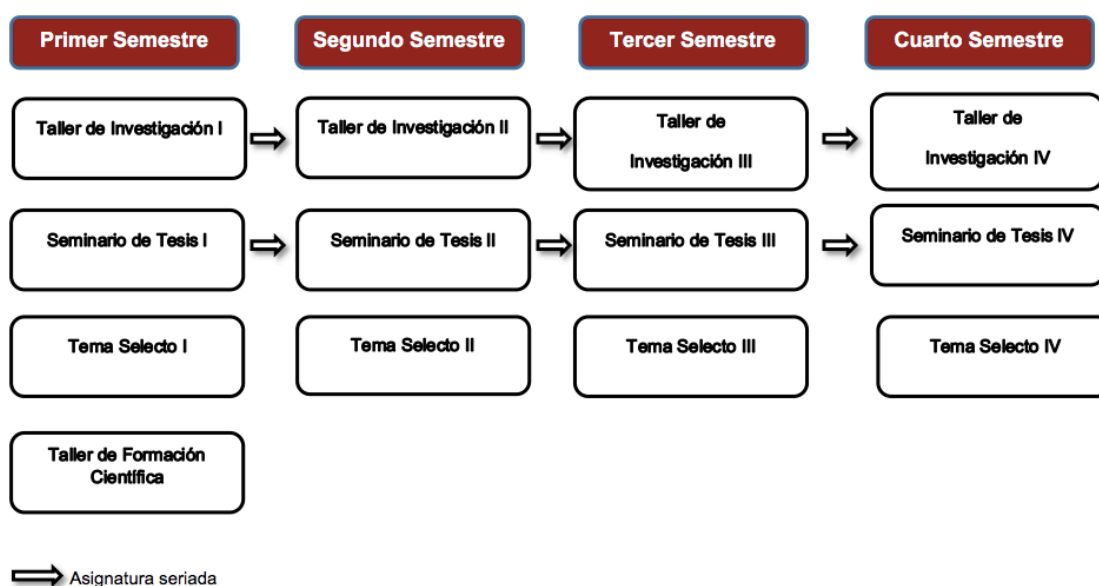 Primer Semestre
Segundo Semestre
Tercer Semestre
Cuarto Semestre
Taller de Investigación I
Taller de Investigación II
Taller de
Investigación III
Taller de
Investigación IV
Seminario de Tesis I
Seminario de Tesis II
Seminario de Tesis III
Seminario de Tesis IV
Tema Selecto I
Tema Selecto II
Tema Selecto III
Tema Selecto IV
Taller de Formación
Científica
Asignatura seriada